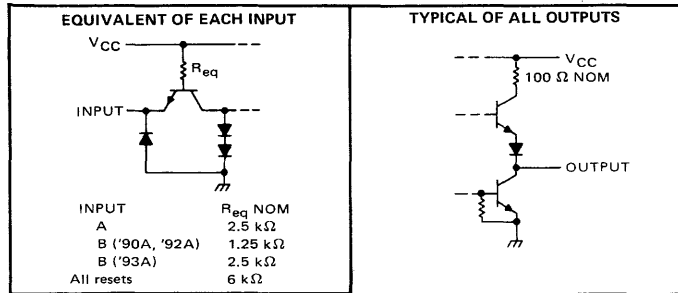 EQUIVALENT OF EACH INPUT
VCC
Req
INPUT
INPUT Req NOM
A 2.5 kΩ
B ('90A, '92A) 1.25 kΩ
B ('93A) 2.5 kΩ
All resets 6 kΩ
TYPICAL OF ALL OUTPUTS
VCC
100 Ω NOM
OUTPUT